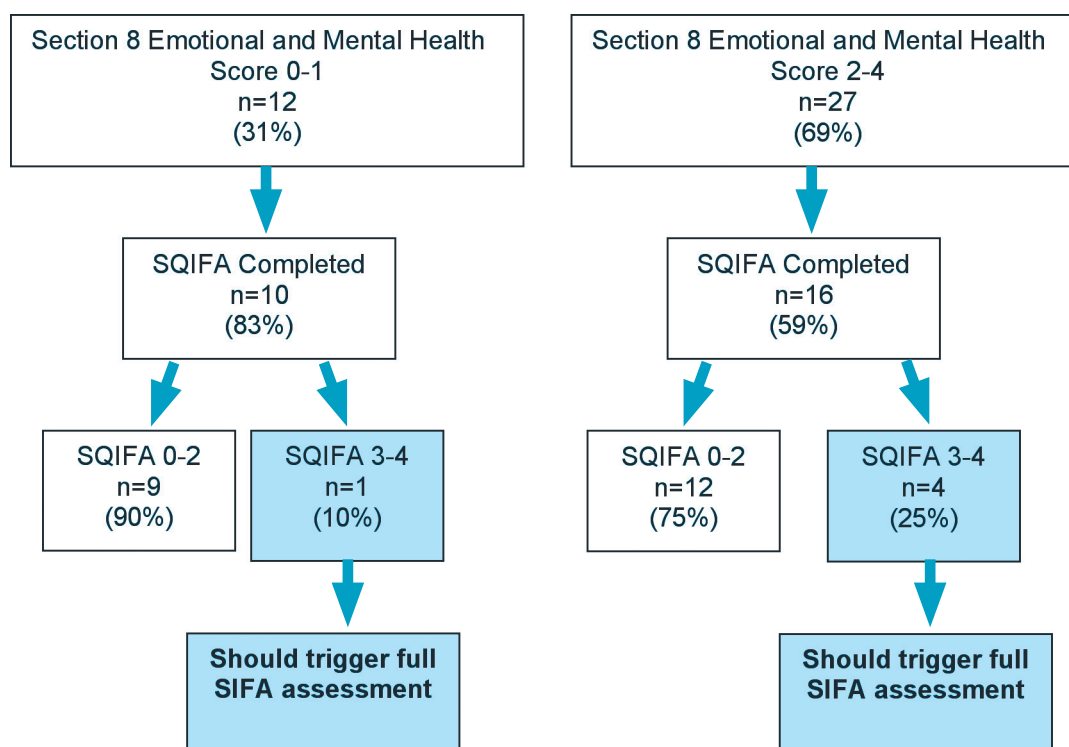 Section 8 Emotional and Mental Health
Score 0-1
n=12
(31%)
SQIFA Completed
n=10
(83%)
SQIFA 0-2
n=9
(90%)
SQIFA 3-4
n=1
(10%)
Should trigger full
SIFA assessment
Section 8 Emotional and Mental Health
Score 2-4
n=27
(69%)
SQIFA Completed
n=16
(59%)
SQIFA 0-2
n=12
(75%)
SQIFA 3-4
n=4
(25%)
Should trigger full
SIFA assessment